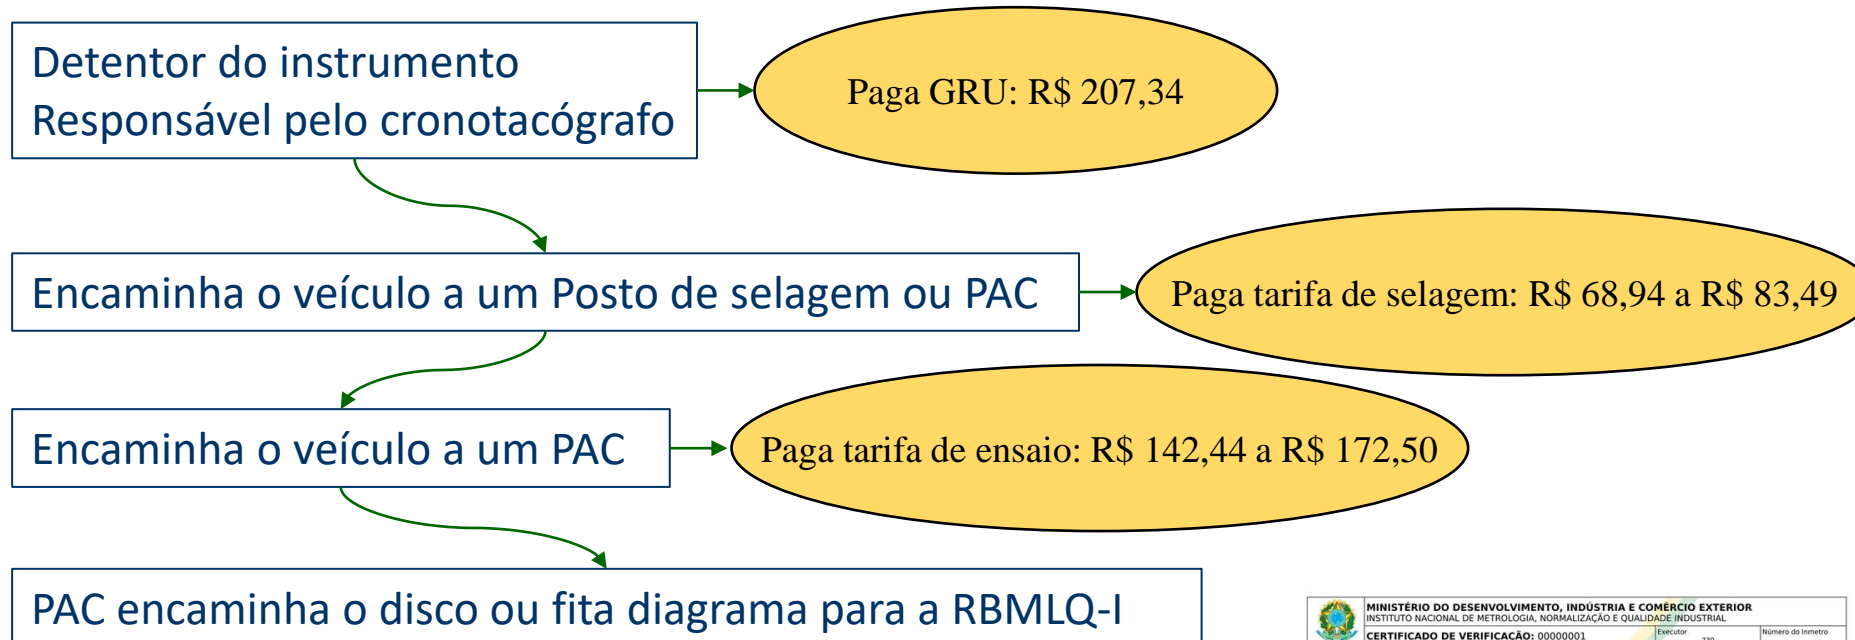 Detentor do instrumento
Responsável pelo cronotacógrafo
Paga GRU: R$ 207,34
Encaminha o veículo a um Posto de selagem ou PAC
Paga tarifa de selagem: R$ 68,94 a R$ 83,49
Encaminha o veículo a um PAC
Paga tarifa de ensaio: R$ 142,44 a R$ 172,50
PAC encaminha o disco ou fita diagrama para a RBMLQ-I
MINISTÉRIO DO DESENVOLVIMENTO, INDÚSTRIA E COMÉRCIO EXTERIOR
INSTITUTO NACIONAL DE METROLOGIA, NORMALIZAÇÃO E QUALIDADE INDUSTRIAL
CERTIFICADO DE VERIFICAÇÃO: 00000001
Executor
Número do Inmetro